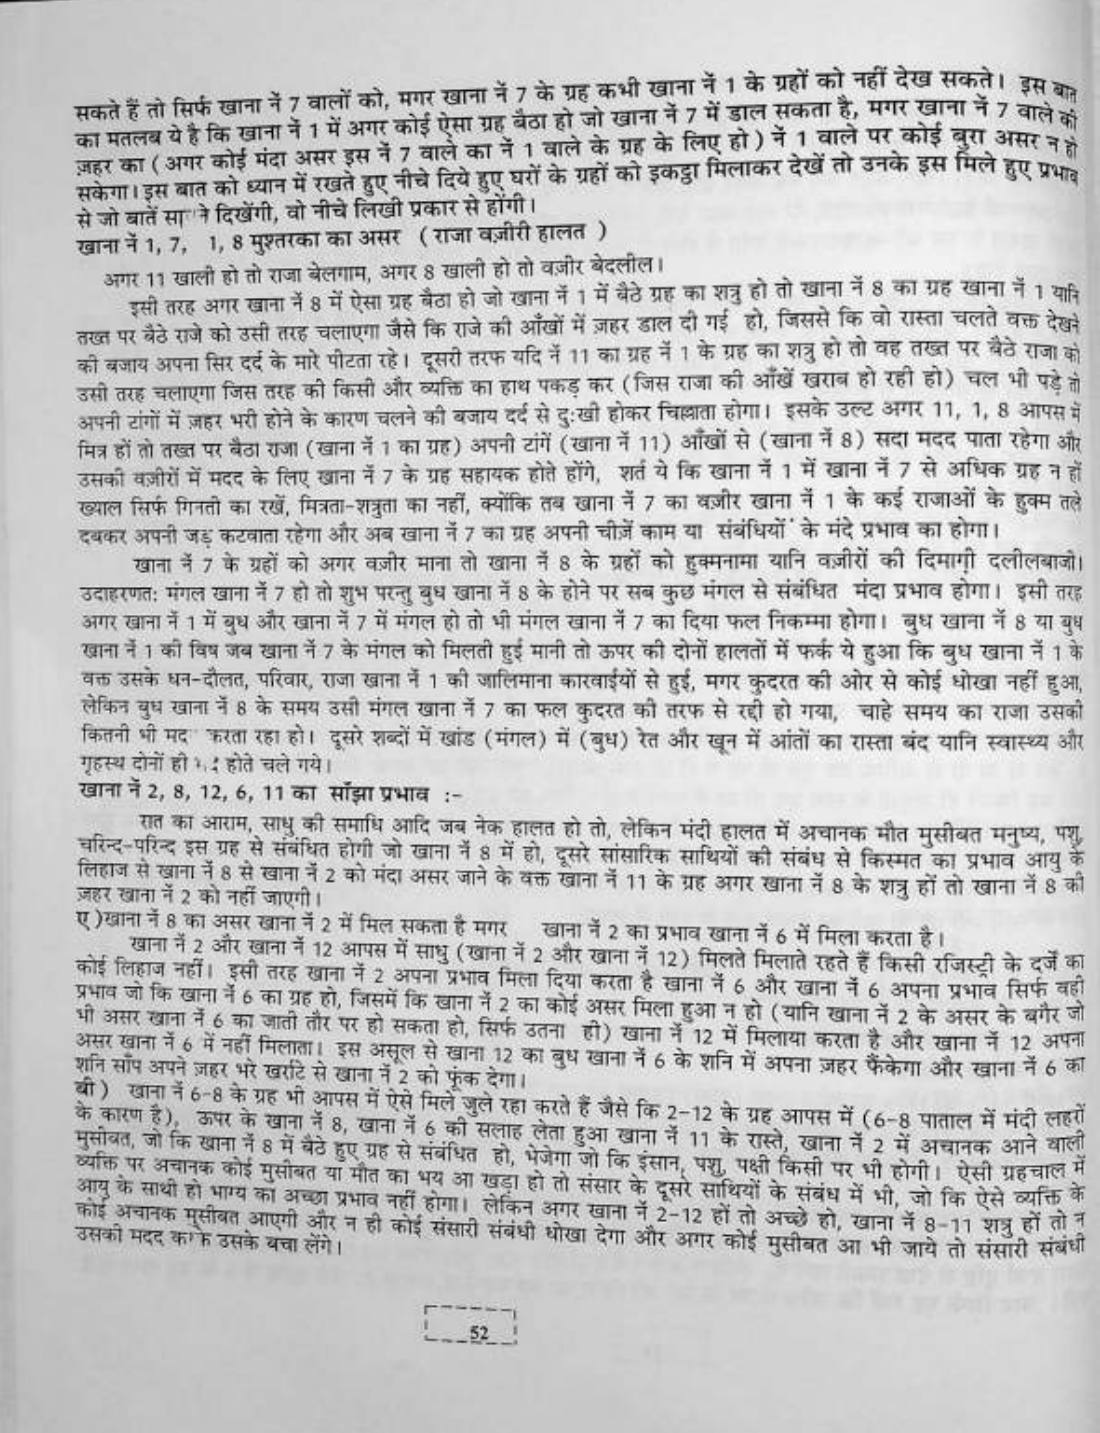 सकते हैं तो सिर्फ खाना नें 7 वालों को, मगर खाना नें 7 के ग्रह कभी खाना नें 1 के ग्रहों को नहीं देख सकते। इस बात
का मतलब ये है कि खाना नें 1 में अगर कोई ऐसा ग्रह बैठा हो जो खाना नें 7 में डाल सकता है, मगर खाना नें 7 वाले की
ज़हर का (अगर कोई मंदा असर इस नें 7 वाले का नें 1 वाले के ग्रह के लिए हो) नें 1 वाले पर कोई बुरा असर न हो
सकेगा। इस बात को ध्यान में रखते हुए नीचे दिये हुए घरों के ग्रहों को इकट्ठा मिलाकर देखें तो उनके इस मिले हुए प्रभाव
से जो बातें दिखेंगी, वो नीचे लिखी प्रकार से होंगी।
खाना नें 1, 7, 1, 8 मुश्तरका का असर (राजा वज़ीरी हालत)
अगर 11 खाली हो तो राजा बेलगाम, अगर 8 खाली हो तो वज़ीर बेदलील।
इसी तरह अगर खाना नें 8 में ऐसा ग्रह बैठा हो जो खाना नें 1 में बैठे ग्रह का शत्रु हो तो खाना नें 8 का ग्रह खाना नें 1 यानि
तख्त पर बैठे राजे को उसी तरह चलाएगा जैसे कि राजे की आँखों में ज़हर डाल दी गई हो, जिससे कि वो रास्ता चलते वक्त देखने
की बजाय अपना सिर दर्द के मारे पीटता रहे। दूसरी तरफ यदि नें 11 का ग्रह नें 1 के ग्रह का शत्रु हो तो वह तख्त पर बैठे राजा को
उसी तरह चलाएगा जिस तरह की किसी और व्यक्ति का हाथ पकड़ कर (जिस राजा की आँखें खराब हो रही हो) चल भी पड़े तो
अपनी टांगों में ज़हर भरी होने के कारण चलने की बजाय दर्द से दु:खी होकर चिल्लाता होगा। इसके उल्ट अगर 11, 1, 8 आपस में
मित्र हों तो तख्त पर बैठा राजा (खाना नें 1 का ग्रह) अपनी टांगें (खाना नें 11) आँखों से (खाना नें 8) सदा मदद पाता रहेगा और
उसकी वज़ीरों में मदद के लिए खाना नें 7 के ग्रह सहायक होते होंगे, शर्त ये कि खाना नें 1 में खाना नें 7 से अधिक ग्रह न हों
ख्याल सिर्फ गिनती का रखें, मित्रता-शत्रुता का नहीं, क्योंकि तब खाना नें 7 का वज़ीर खाना नें 1 के कई राजाओं के हुक्म तले
दबकर अपनी जड़ कटवाता रहेगा और अब खाना नें 7 का ग्रह अपनी चीज़ें काम या संबंधियों के मंदे प्रभाव का होगा।
खाना नें 7 के ग्रहों को अगर वज़ीर माना तो खाना नें 8 के ग्रहों को हुक्मनामा यानि वज़ीरों की दिमाग़ी दलीलबाजी।
उदाहरणत: मंगल खाना नें 7 हो तो शुभ परन्तु बुध खाना नें 8 के होने पर सब कुछ मंगल से संबंधित मंदा प्रभाव होगा। इसी तरह
अगर खाना नें 1 में बुध और खाना नें 7 में मंगल हो तो भी मंगल खाना नें 7 का दिया फल निकम्मा होगा। बुध खाना नें 8 या बुध
खाना नें 1 की विष जब खाना नें 7 के मंगल को मिलती हुई मानी तो ऊपर की दोनों हालतों में फर्क ये हुआ कि बुध खाना नें 1 के
वक्त उसके धन-दौलत, परिवार, राजा खाना नें 1 की जालिमाना कारवाईयों से हुई, मगर कुदरत की ओर से कोई धोखा नहीं हुआ,
लेकिन बुध खाना नें 8 के समय उसी मंगल खाना नें 7 का फल कुदरत की तरफ से रद्दी हो गया, चाहे समय का राजा उसकी
कितनी भी करता रहा हो। दूसरे शब्दों में खांड (मंगल) में (बुध) रेत और खून में आंतों का रास्ता बंद यानि स्वास्थ्य और
गृहस्थ दोनों ही होते चले गये।
खाना नें 2, 8, 12, 6, 11 का साँझा प्रभाव :-
रात का आराम, साधु की समाधि आदि जब नेक हालत हो तो, लेकिन मंदी हालत में अचानक मौत मुसीबत मनुष्य, पशु,
चरिन्द-परिन्द इस ग्रह से संबंधित होगी जो खाना नें 8 में हो, दूसरे सांसारिक साथियों की संबंध से किस्मत का प्रभाव आयु के
लिहाज से खाना नें 8 से खाना नें 2 को मंदा असर जाने के वक्त खाना नें 11 के ग्रह अगर खाना नें 8 के शत्रु हों तो खाना नें 8 की
ज़हर खाना नें 2 को नहीं जाएगी।
ए)खाना नें 8 का असर खाना नें 2 में मिल सकता है मगर खाना नें 2 का प्रभाव खाना नें 6 में मिला करता है।
खाना नें 2 और खाना नें 12 आपस में साधु (खाना नें 2 और खाना नें 12) मिलते मिलाते रहते हैं किसी रजिस्ट्री के दर्जे का
कोई लिहाज नहीं। इसी तरह खाना नें 2 अपना प्रभाव मिला दिया करता है खाना नें 6 और खाना नें 6 अपना प्रभाव सिर्फ वही
प्रभाव जो कि खाना नें 6 का ग्रह हो, जिसमें कि खाना नें 2 का कोई असर मिला हुआ न हो (यानि खाना नें 2 के असर के बगैर जो
भी असर खाना नें 6 का जाती तौर पर हो सकता हो, सिर्फ उतना ही) खाना नें 12 में मिलाया करता है और खाना नें 12 अपना
असर खाना नें 6 में नहीं मिलाता। इस असूल से खाना 12 का बुध खाना नें 6 के शनि में अपना ज़हर फैंकेगा और खाना नें 6 का
शनि साँप अपने ज़हर भरे खर्राटे से खाना नें 2 को फूंक देगा।
बी) खाना नें 6-8 के ग्रह भी आपस में ऐसे मिले जुले रहा करते हैं जैसे कि 2-12 के ग्रह आपस में (6-8 पाताल में मंदी लहरों
के कारण है), ऊपर के खाना नें 8, खाना नें 6 की सलाह लेता हुआ खाना नें 11 के रास्ते, खाना नें 2 में अचानक आने वाली
मुसीबत, जो कि खाना नें 8 में बैठे हुए ग्रह से संबंधित हो, भेजेगा जो कि इंसान, पशु, पक्षी किसी पर भी होगी। ऐसी ग्रहचाल में
व्यक्ति पर अचानक कोई मुसीबत या मौत का भय आ खड़ा हो तो संसार के दूसरे साथियों के संबंध में भी, जो कि ऐसे व्यक्ति के
आयु के साथी हो भाग्य का अच्छा प्रभाव नहीं होगा। लेकिन अगर खाना नें 2-12 हों तो अच्छे हो, खाना नें 8-11 शत्रु हों तो न
कोई अचानक मुसीबत आएगी और न ही कोई संसारी संबंधी धोखा देगा और अगर कोई मुसीबत आ भी जाये तो संसारी संबंधी
उसकी मदद उसके बचा लेंगे।
52